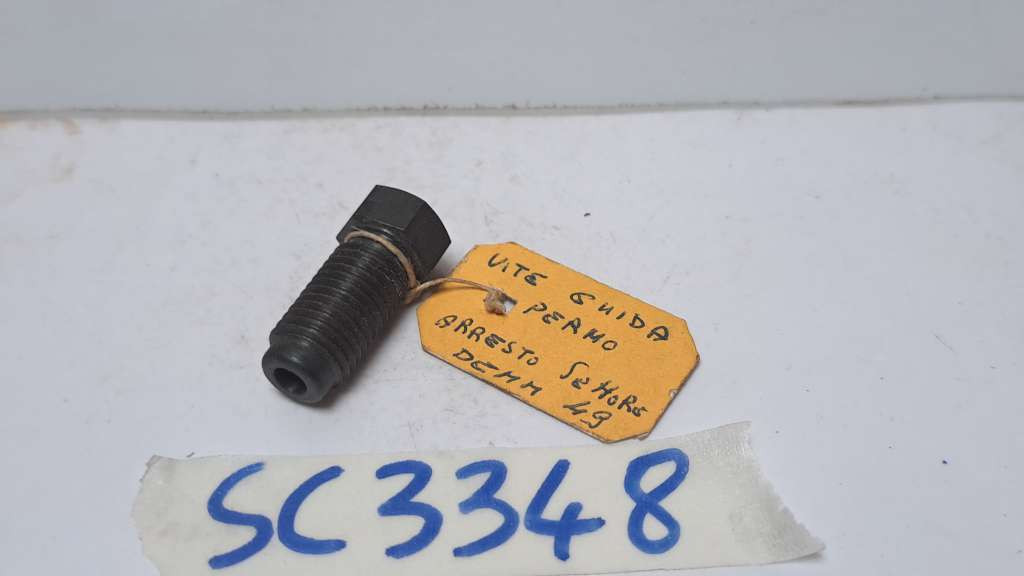 VITE GUIDA
PERNO
ARRESTO SETTORE
DEMM 49
SC3348